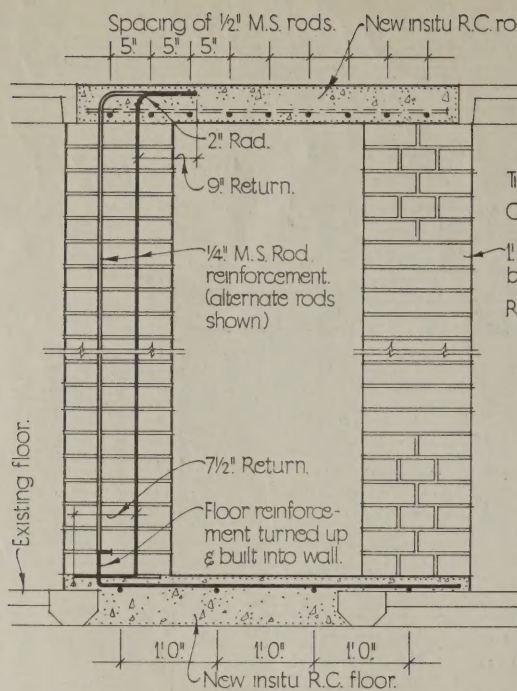 Spacing of ½" M.S. rods.
New insitu R.C. ro
5" 5" 5"
2" Rad.
9" Return.
¼" M.S. Rod
reinforcement.
(alternate rods
shown)
7½" Return.
Floor reinforce-
ment turned up
& built into wall.
Existing floor.
1'.0" 1'.0" 1'.0"
New insitu R.C. floor.
T
C
1'
b
R